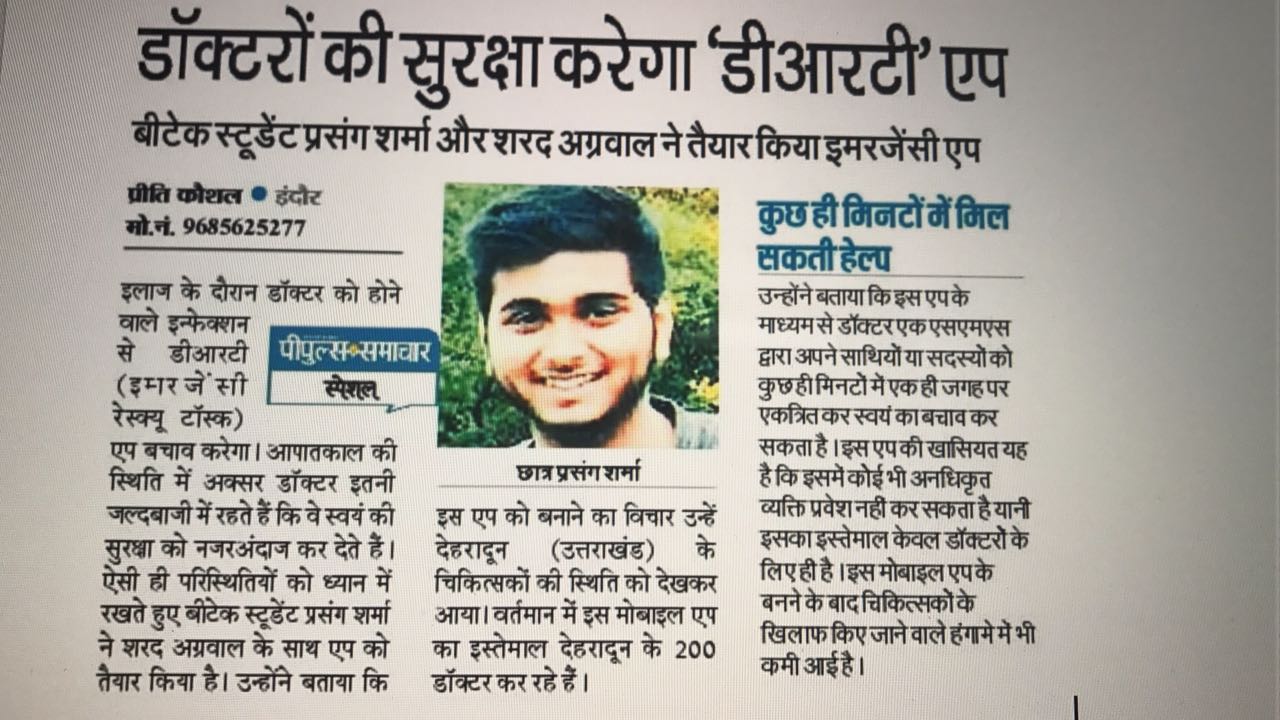 डॉक्टरों की सुरक्षा करेगा 'डीआरटी' एप
बीटेक स्टूडेंट प्रसंग शर्मा और शरद अग्रवाल ने तैयार किया इमरजेंसी एप
प्रीति कौशल ● इंदौर
मो.नं. 9685625277
इलाज के दौरान डॉक्टर को होने
वाले इन्फेक्शन
से डीआरटी
(इमरजेंसी
रेस्क्यू टॉस्क)
एप बचाव करेगा। आपातकाल की
स्थिति में अक्सर डॉक्टर इतनी
जल्दबाजी में रहते हैं कि वे स्वयं की
सुरक्षा को नजरअंदाज कर देते हैं।
ऐसी ही परिस्थितियों को ध्यान में
रखते हुए बीटेक स्टूडेंट प्रसंग शर्मा
ने शरद अग्रवाल के साथ एप को
तैयार किया है। उन्होंने बताया कि
पीपुल्स समाचार
स्पेशल
छात्र प्रसंग शर्मा
इस एप को बनाने का विचार उन्हें
देहरादून (उत्तराखंड) के
चिकित्सकों की स्थिति को देखकर
आया। वर्तमान में इस मोबाइल एप
का इस्तेमाल देहरादून के 200
डॉक्टर कर रहे हैं।
कुछ ही मिनटों में मिल
सकती हेल्प
उन्होंने बताया कि इस एप के
माध्यम से डॉक्टर एक एसएमएस
द्वारा अपने साथियों या सदस्यों को
कुछ ही मिनटों में एक ही जगह पर
एकत्रित कर स्वयं का बचाव कर
सकता है। इस एप की खासियत यह
है कि इसमें कोई भी अनधिकृत
व्यक्ति प्रवेश नहीं कर सकता है यानी
इसका इस्तेमाल केवल डॉक्टरों के
लिए ही है। इस मोबाइल एप के
बनने के बाद चिकित्सकों के
खिलाफ किए जाने वाले हंगामे में भी
कमी आई है।